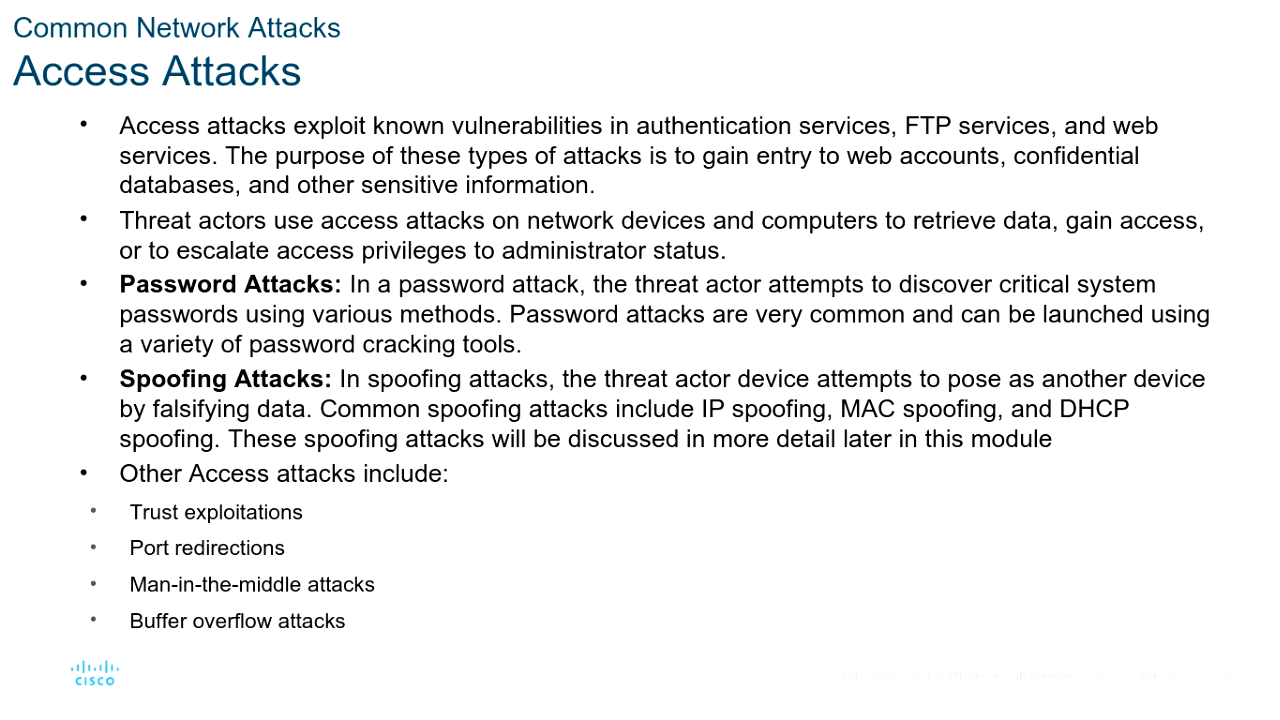 Common Network Attacks
Access Attacks
• Access attacks exploit known vulnerabilities in authentication services, FTP services, and web
services. The purpose of these types of attacks is to gain entry to web accounts, confidential
databases, and other sensitive information.
• Threat actors use access attacks on network devices and computers to retrieve data, gain access,
or to escalate access privileges to administrator status.
• Password Attacks: In a password attack, the threat actor attempts to discover critical system
passwords using various methods. Password attacks are very common and can be launched using
a variety of password cracking tools.
• Spoofing Attacks: In spoofing attacks, the threat actor device attempts to pose as another device
by falsifying data. Common spoofing attacks include IP spoofing, MAC spoofing, and DHCP
spoofing. These spoofing attacks will be discussed in more detail later in this module
• Other Access attacks include:
• Trust exploitations
• Port redirections
• Man-in-the-middle attacks
• Buffer overflow attacks
CISCO